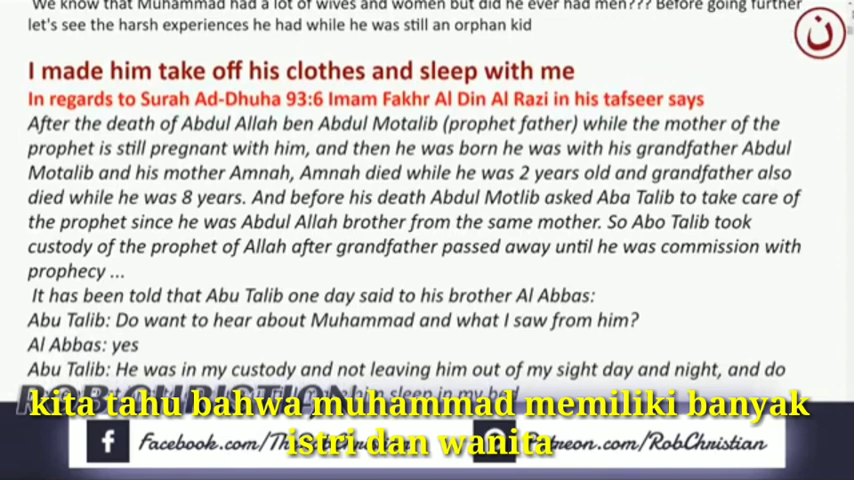 We know that Muhammad had a lot of wives and women but did he ever had men??? Before going further
let's see the harsh experiences he had while he was still an orphan kid
ن
I made him take off his clothes and sleep with me
In regards to Surah Ad-Dhuha 93:6 Imam Fakhr Al Din Al Razi in his tafseer says
After the death of Abdul Allah ben Abdul Motalib (prophet father) while the mother of the
prophet is still pregnant with him, and then he was born he was with his grandfather Abdul
Motalib and his mother Amnah, Amnah died while he was 2 years old and grandfather also
died while he was 8 years. And before his death Abdul Motlib asked Aba Talib to take care of
the prophet since he was Abdul Allah brother from the same mother. So Abo Talib took
custody of the prophet of Allah after grandfather passed away until he was commission with
prophecy ...
It has been told that Abu Talib one day said to his brother Al Abbas:
Abu Talib: Do want to hear about Muhammad and what I saw from him?
Al Abbas: yes
Abu Talib: He was in my custody and not leaving him out of my sight day and night, and do
him sleep in my bed
ROB CHRISTIAN
kita tahu bahwa muhammad memiliki banyak
istri dan wanita
Facebook.com/
Patreon.com/RobChristian